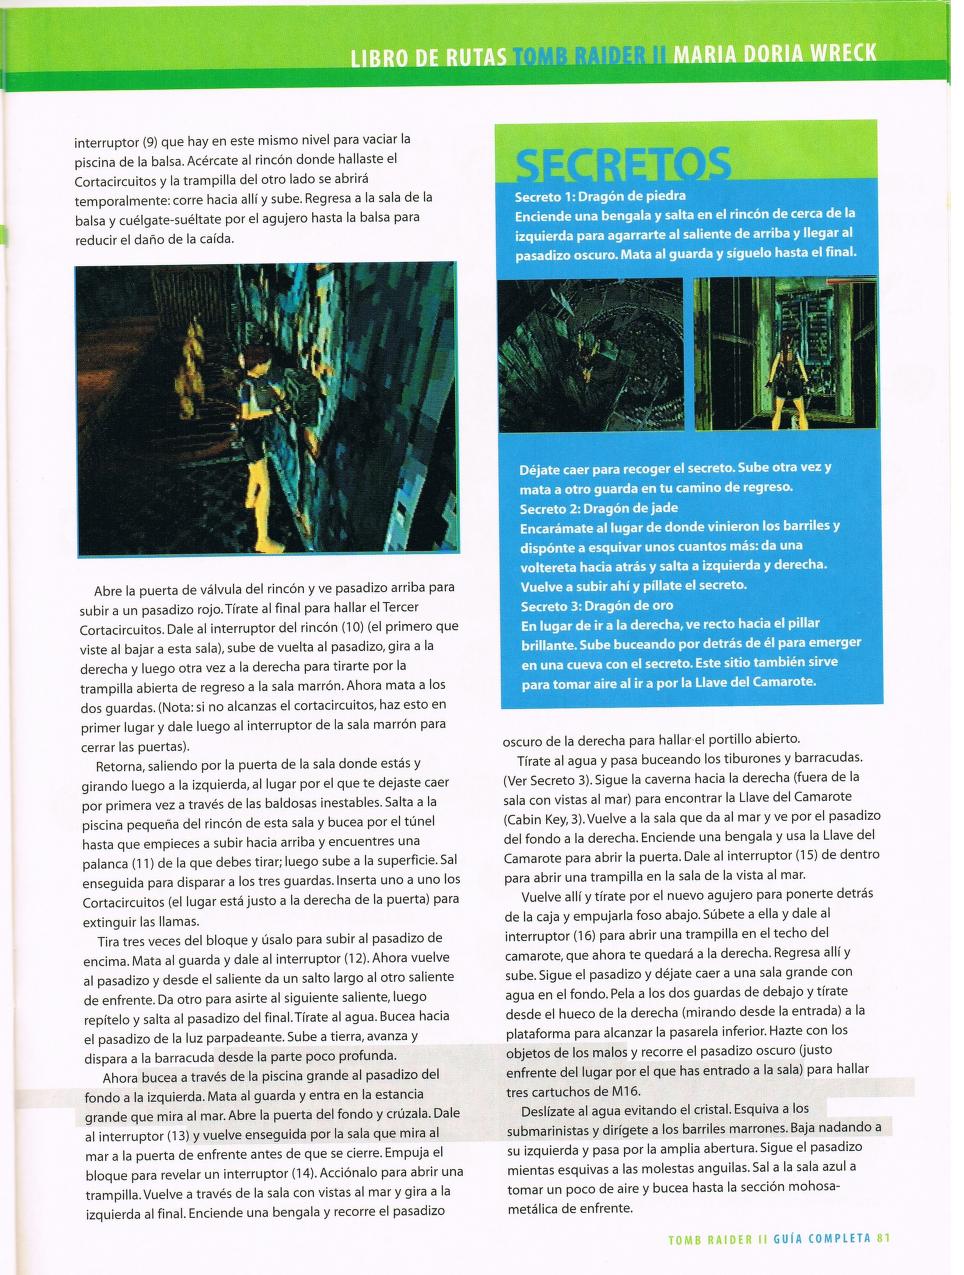 LIBRO DE RUTAS TOMB RAIDER II MARIA DORIA WRECK
interruptor (9) que hay en este mismo nivel para vaciar la
piscina de la balsa. Acércate al rincón donde hallaste el
Cortacircuitos y la trampilla del otro lado se abrirá
temporalmente: corre hacia allí y sube. Regresa a la sala de la
balsa y cuélgate-suéltate por el agujero hasta la balsa para
reducir el daño de la caída.
Abre la puerta de válvula del rincón y ve pasadizo arriba para
subir a un pasadizo rojo. Tírate al final para hallar el Tercer
Cortacircuitos. Dale al interruptor del rincón (10) (el primero que
viste al bajar a esta sala), sube de vuelta al pasadizo, gira a la
derecha y luego otra vez a la derecha para tirarte por la
trampilla abierta de regreso a la sala marrón. Ahora mata a los
dos guardas. (Nota: si no alcanzas el cortacircuitos, haz esto en
primer lugar y dale luego al interruptor de la sala marrón para
cerrar las puertas).
Retorna, saliendo por la puerta de la sala donde estás y
girando luego a la izquierda, al lugar por el que te dejaste caer
por primera vez a través de las baldosas inestables. Salta a la
piscina pequeña del rincón de esta sala y bucea por el túnel
hasta que empieces a subir hacia arriba y encuentres una
palanca (11) de la que debes tirar; luego sube a la superficie. Sal
enseguida para disparar a los tres guardas. Inserta uno a uno los
Cortacircuitos (el lugar está justo a la derecha de la puerta) para
extinguir las llamas.
Tira tres veces del bloque y úsalo para subir al pasadizo de
encima. Mata al guarda y dale al interruptor (12). Ahora vuelve
al pasadizo y desde el saliente da un salto largo al otro saliente
de enfrente. Da otro para asirte al siguiente saliente, luego
repítelo y salta al pasadizo del final. Tírate al agua. Bucea hacia
el pasadizo de la luz parpadeante. Sube a tierra, avanza y
dispara a la barracuda desde la parte poco profunda.
Ahora bucea a través de la piscina grande al pasadizo del
fondo a la izquierda. Mata al guarda y entra en la estancia
grande que mira al mar. Abre la puerta del fondo y crúzala. Dale
al interruptor (13) y vuelve enseguida por la sala que mira al
mar a la puerta de enfrente antes de que se cierre. Empuja el
bloque para revelar un interruptor (14). Acciónalo para abrir una
trampilla. Vuelve a través de la sala con vistas al mar y gira a la
izquierda al final. Enciende una bengala y recorre el pasadizo
SECRETOS
Secreto 1: Dragón de piedra
Enciende una bengala y salta en el rincón de cerca de la
izquierda para agarrarte al saliente de arriba y llegar al
pasadizo oscuro. Mata al guarda y síguelo hasta el final.
Déjate caer para recoger el secreto. Sube otra vez y
mata a otro guarda en tu camino de regreso.
Secreto 2: Dragón de jade
Encarámate al lugar de donde vinieron los barriles y
dispónte a esquivar unos cuantos más: da una
voltereta hacia atrás y salta a izquierda y derecha.
Vuelve a subir ahí y píllate el secreto.
Secreto 3: Dragón de oro
En lugar de ir a la derecha, ve recto hacia el pillar
brillante. Sube buceando por detrás de él para emerger
en una cueva con el secreto. Este sitio también sirve
para tomar aire al ir a por la Llave del Camarote.
oscuro de la derecha para hallar el portillo abierto.
Tírate al agua y pasa buceando los tiburones y barracudas.
(Ver Secreto 3). Sigue la caverna hacia la derecha (fuera de la
sala con vistas al mar) para encontrar la Llave del Camarote
(Cabin Key, 3). Vuelve a la sala que da al mar y ve por el pasadizo
del fondo a la derecha. Enciende una bengala y usa la Llave del
Camarote para abrir la puerta. Dale al interruptor (15) de dentro
para abrir una trampilla en la sala de la vista al mar.
Vuelve allí y tírate por el nuevo agujero para ponerte detrás
de la caja y empujarla foso abajo. Súbete a ella y dale al
interruptor (16) para abrir una trampilla en el techo del
camarote, que ahora te quedará a la derecha. Regresa allí y
sube. Sigue el pasadizo y déjate caer a una sala grande con
agua en el fondo. Pela a los dos guardas de debajo y tírate
desde el hueco de la derecha (mirando desde la entrada) a la
plataforma para alcanzar la pasarela inferior. Hazte con los
objetos de los malos y recorre el pasadizo oscuro (justo
enfrente del lugar por el que has entrado a la sala) para hallar
tres cartuchos de M16.
Deslízate al agua evitando el cristal. Esquiva a los
submarinistas y dirígete a los barriles marrones. Baja nadando a
su izquierda y pasa por la amplia abertura. Sigue el pasadizo
mientas esquivas a las molestas anguilas. Sal a la sala azul a
tomar un poco de aire y bucea hasta la sección mohosa-
metálica de enfrente.
TOMB RAIDER II GUÍA COMPLETA 81